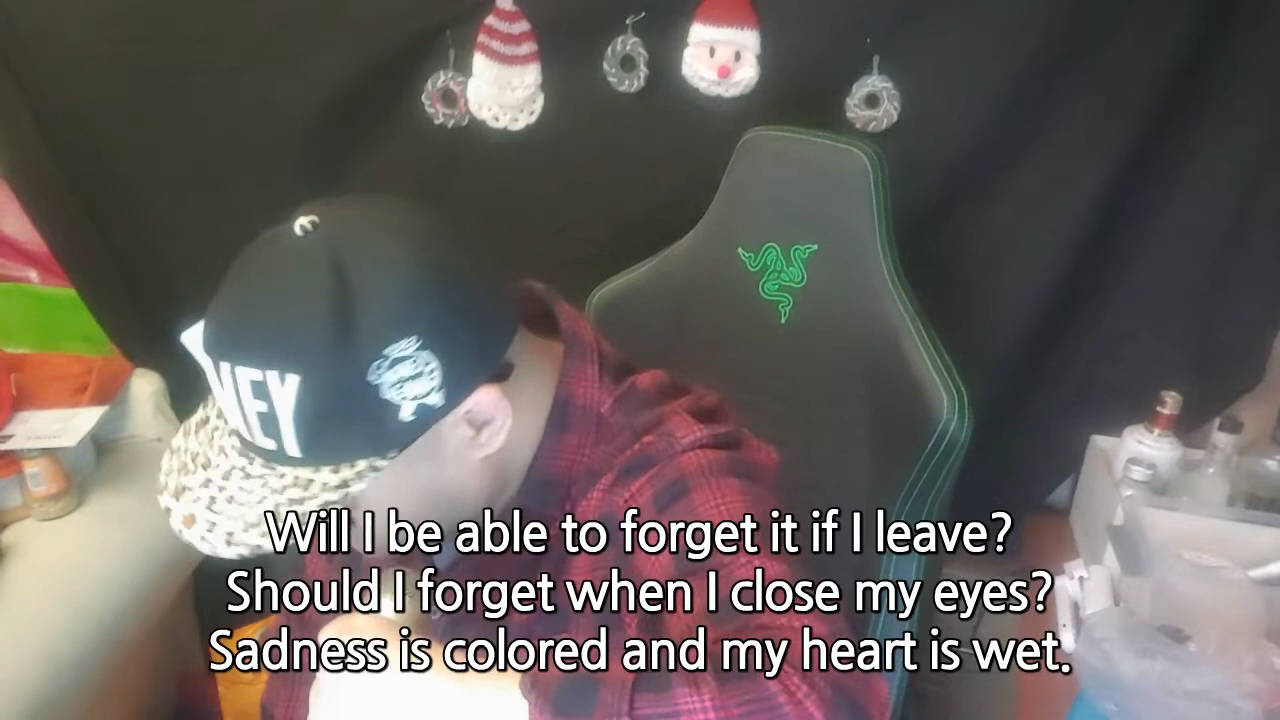 NEY
Will I be able to forget it if I leave?
Should I forget when I close my eyes?
Sadness is colored and my heart is wet.